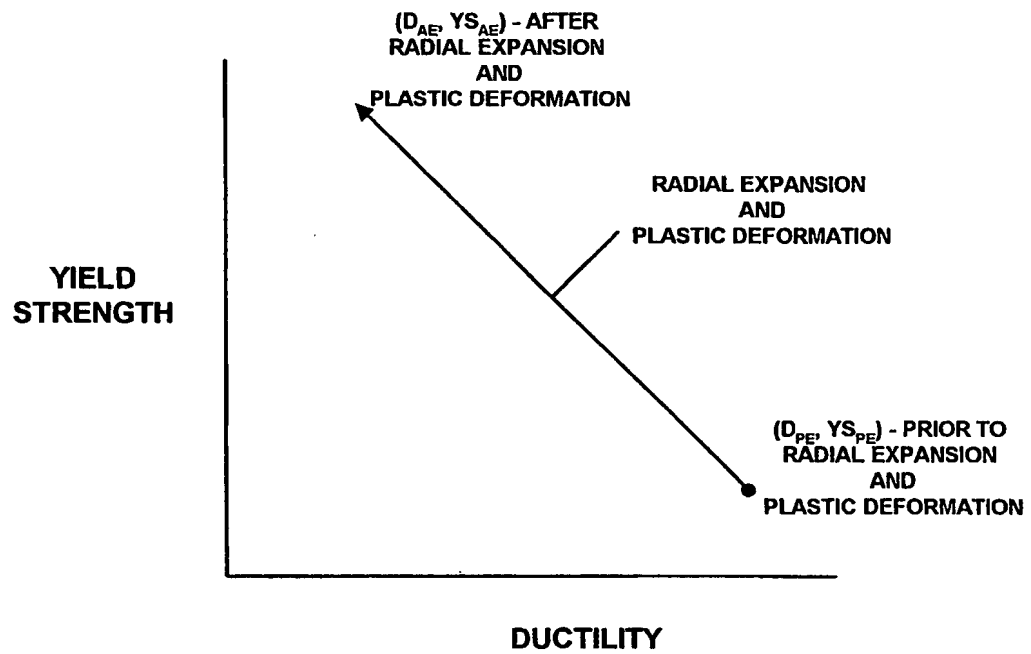 (D_AE, YS_AE) - AFTER
RADIAL EXPANSION
AND
PLASTIC DEFORMATION
RADIAL EXPANSION
AND
PLASTIC DEFORMATION
YIELD
STRENGTH
(D_PE, YS_PE) - PRIOR TO
RADIAL EXPANSION
AND
PLASTIC DEFORMATION
DUCTILITY